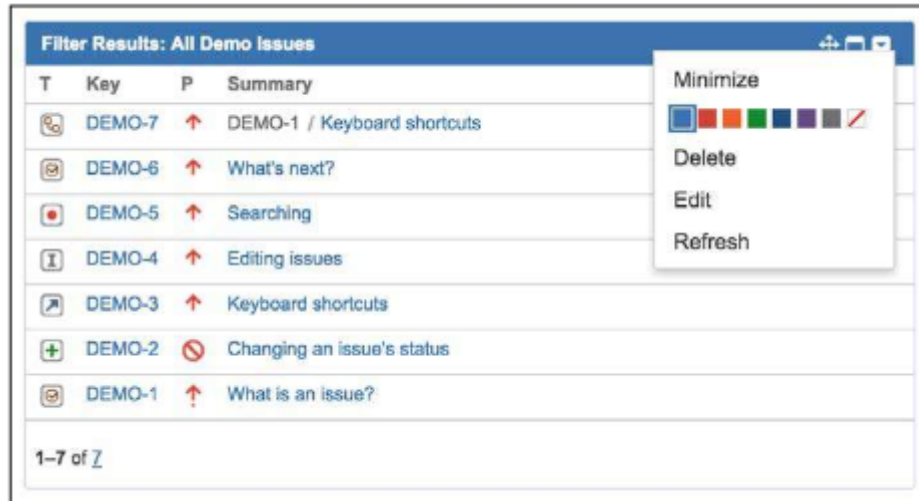 Filter Results: All Demo Issues
T Key P Summary
DEMO-7 DEMO-1 / Keyboard shortcuts
DEMO-6 What's next?
DEMO-5 Searching
DEMO-4 Editing issues
DEMO-3 Keyboard shortcuts
DEMO-2 Changing an issue's status
DEMO-1 What is an issue?
1–7 of 7
Minimize
Delete
Edit
Refresh